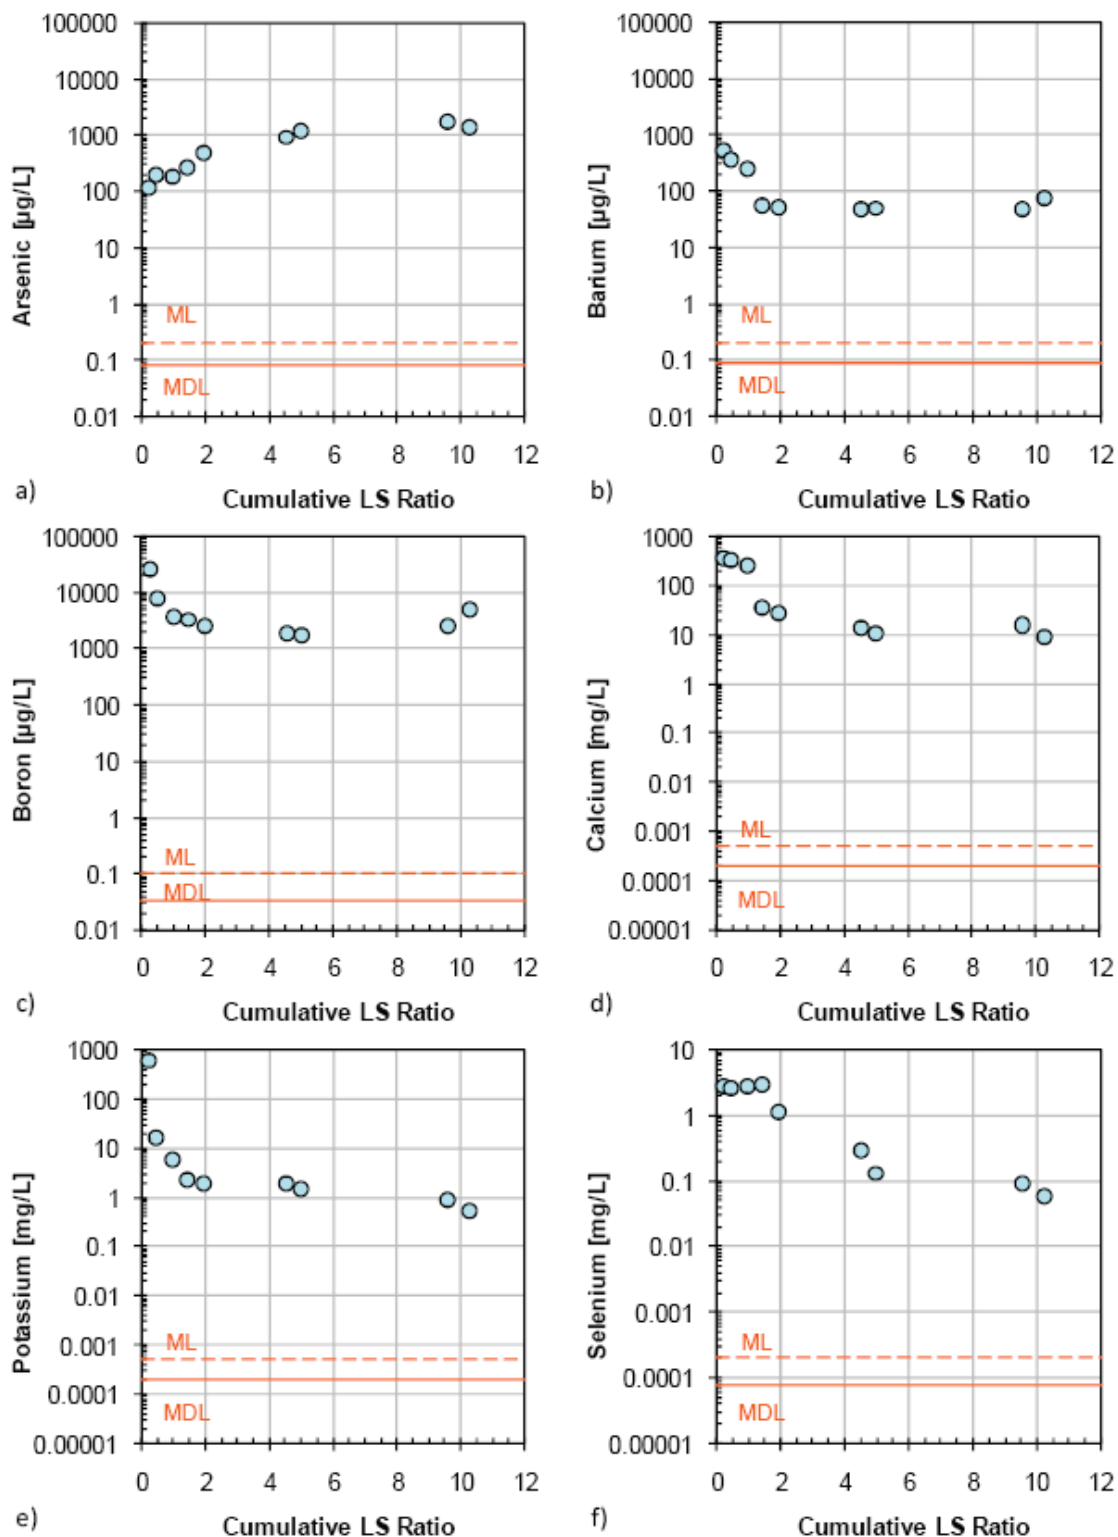 100000
10000
1000
100
10
1
0.1
0.01
Arsenic [µg/L]
ML
MDL
0 2 4 6 8 10 12
Cumulative LS Ratio
a)
100000
10000
1000
100
10
1
0.1
0.01
Barium [µg/L]
ML
MDL
0 2 4 6 8 10 12
Cumulative LS Ratio
b)
100000
10000
1000
100
10
1
0.1
0.01
Boron [µg/L]
ML
MDL
0 2 4 6 8 10 12
Cumulative LS Ratio
c)
1000
100
10
1
0.1
0.01
0.001
0.0001
0.00001
Calcium [mg/L]
ML
MDL
0 2 4 6 8 10 12
Cumulative LS Ratio
d)
1000
100
10
1
0.1
0.01
0.001
0.0001
0.00001
Potassium [mg/L]
ML
MDL
0 2 4 6 8 10 12
Cumulative LS Ratio
e)
10
1
0.1
0.01
0.001
0.0001
0.00001
Selenium [mg/L]
ML
MDL
0 2 4 6 8 10 12
Cumulative LS Ratio
f)